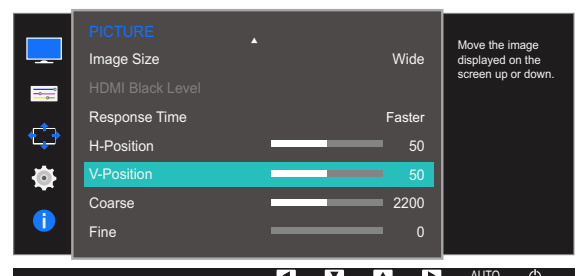 PICTURE
Image Size Wide
HDMI Black Level
Response Time Faster
H-Position 50
V-Position 50
Coarse 2200
Fine 0
Move the image
displayed on the
screen up or down.
AUTO